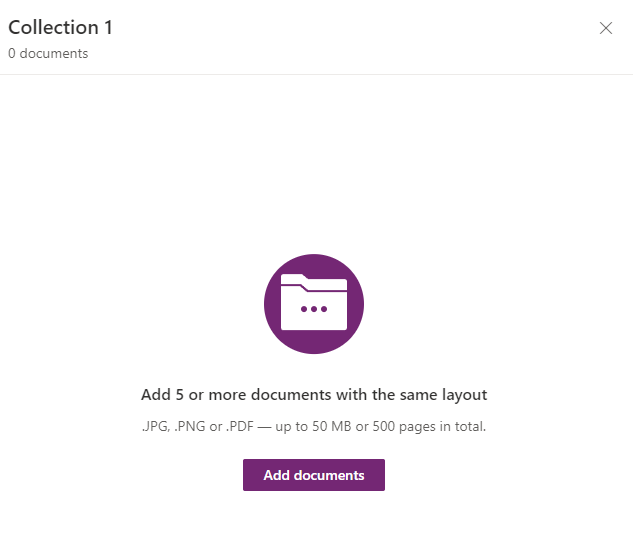 Collection 1
0 documents
Add 5 or more documents with the same layout
.JPG, .PNG or .PDF — up to 50 MB or 500 pages in total.
Add documents